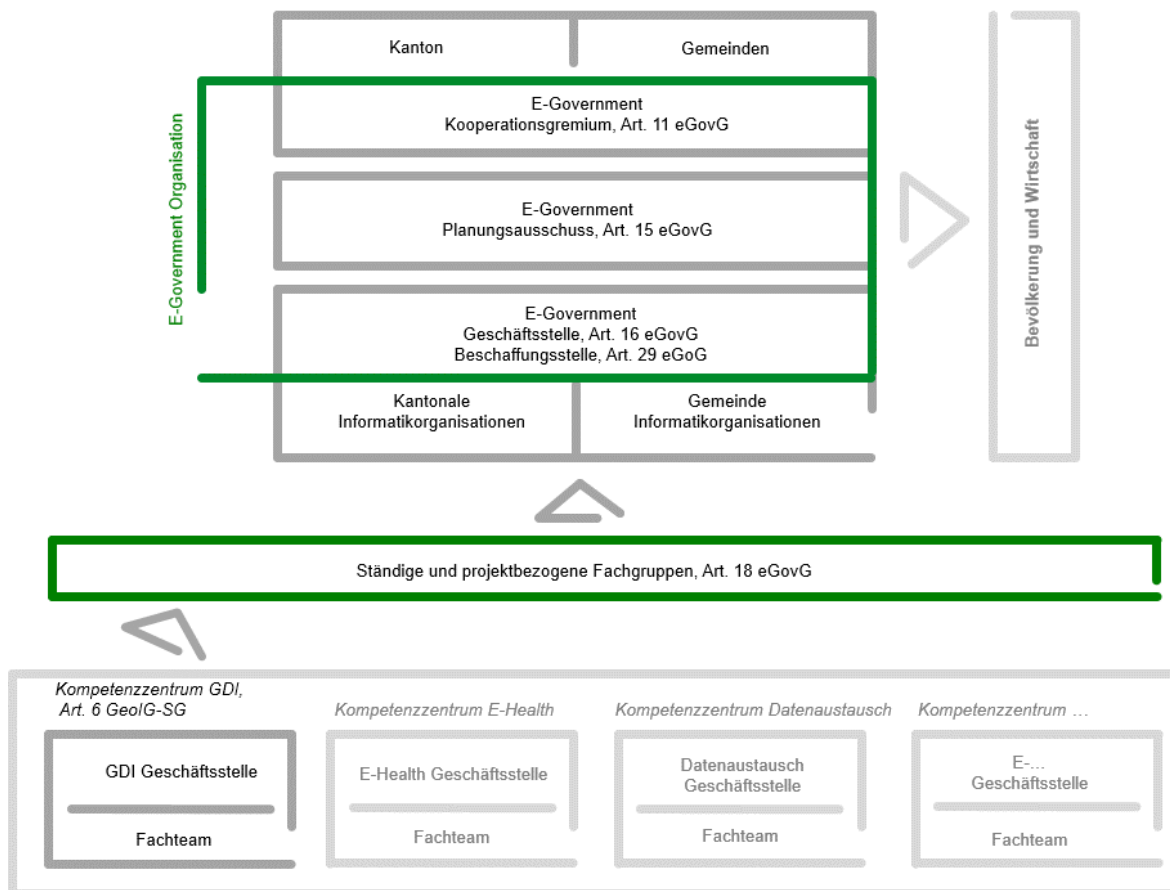 Kanton
Gemeinden
E-Government
Kooperationsgremium, Art. 11 eGovG
E-Government Organisation
E-Government
Planungsausschuss, Art. 15 eGovG
Bevölkerung und Wirtschaft
E-Government
Geschäftsstelle, Art. 16 eGovG
Beschaffungsstelle, Art. 29 eGoG
Kantonale
Informatikorganisationen
Gemeinde
Informatikorganisationen
Ständige und projektbezogene Fachgruppen, Art. 18 eGovG
Kompetenzzentrum GDI,
Art. 6 GeoIG-SG
GDI Geschäftsstelle
Fachteam
Kompetenzzentrum E-Health
E-Health Geschäftsstelle
Fachteam
Kompetenzzentrum Datenaustausch
Datenaustausch
Geschäftsstelle
Fachteam
Kompetenzzentrum ...
E-...
Geschäftsstelle
Fachteam